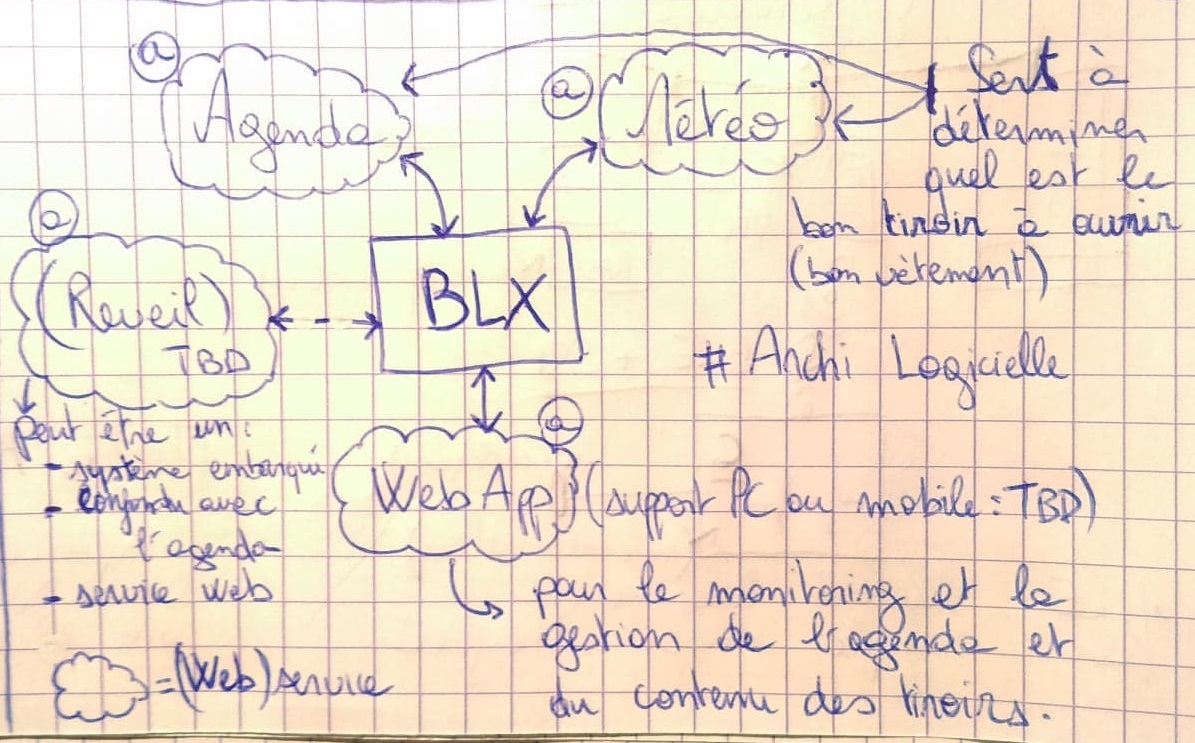 @
Agenda
@
Météo
Sert à
déterminer
quel est le
bon tiroir à ouvrir
(bon vêtement)
@
(Reveil)
TBD
BLX
# Archi Logicielle
peut être un :
- système embarqué
- confondu avec
l'agenda
- service web
@
Web App (support PC ou mobile : TBD)
pour le monitoring et la
gestion de l'agenda et
du contenu des tiroirs.
= (Web) service